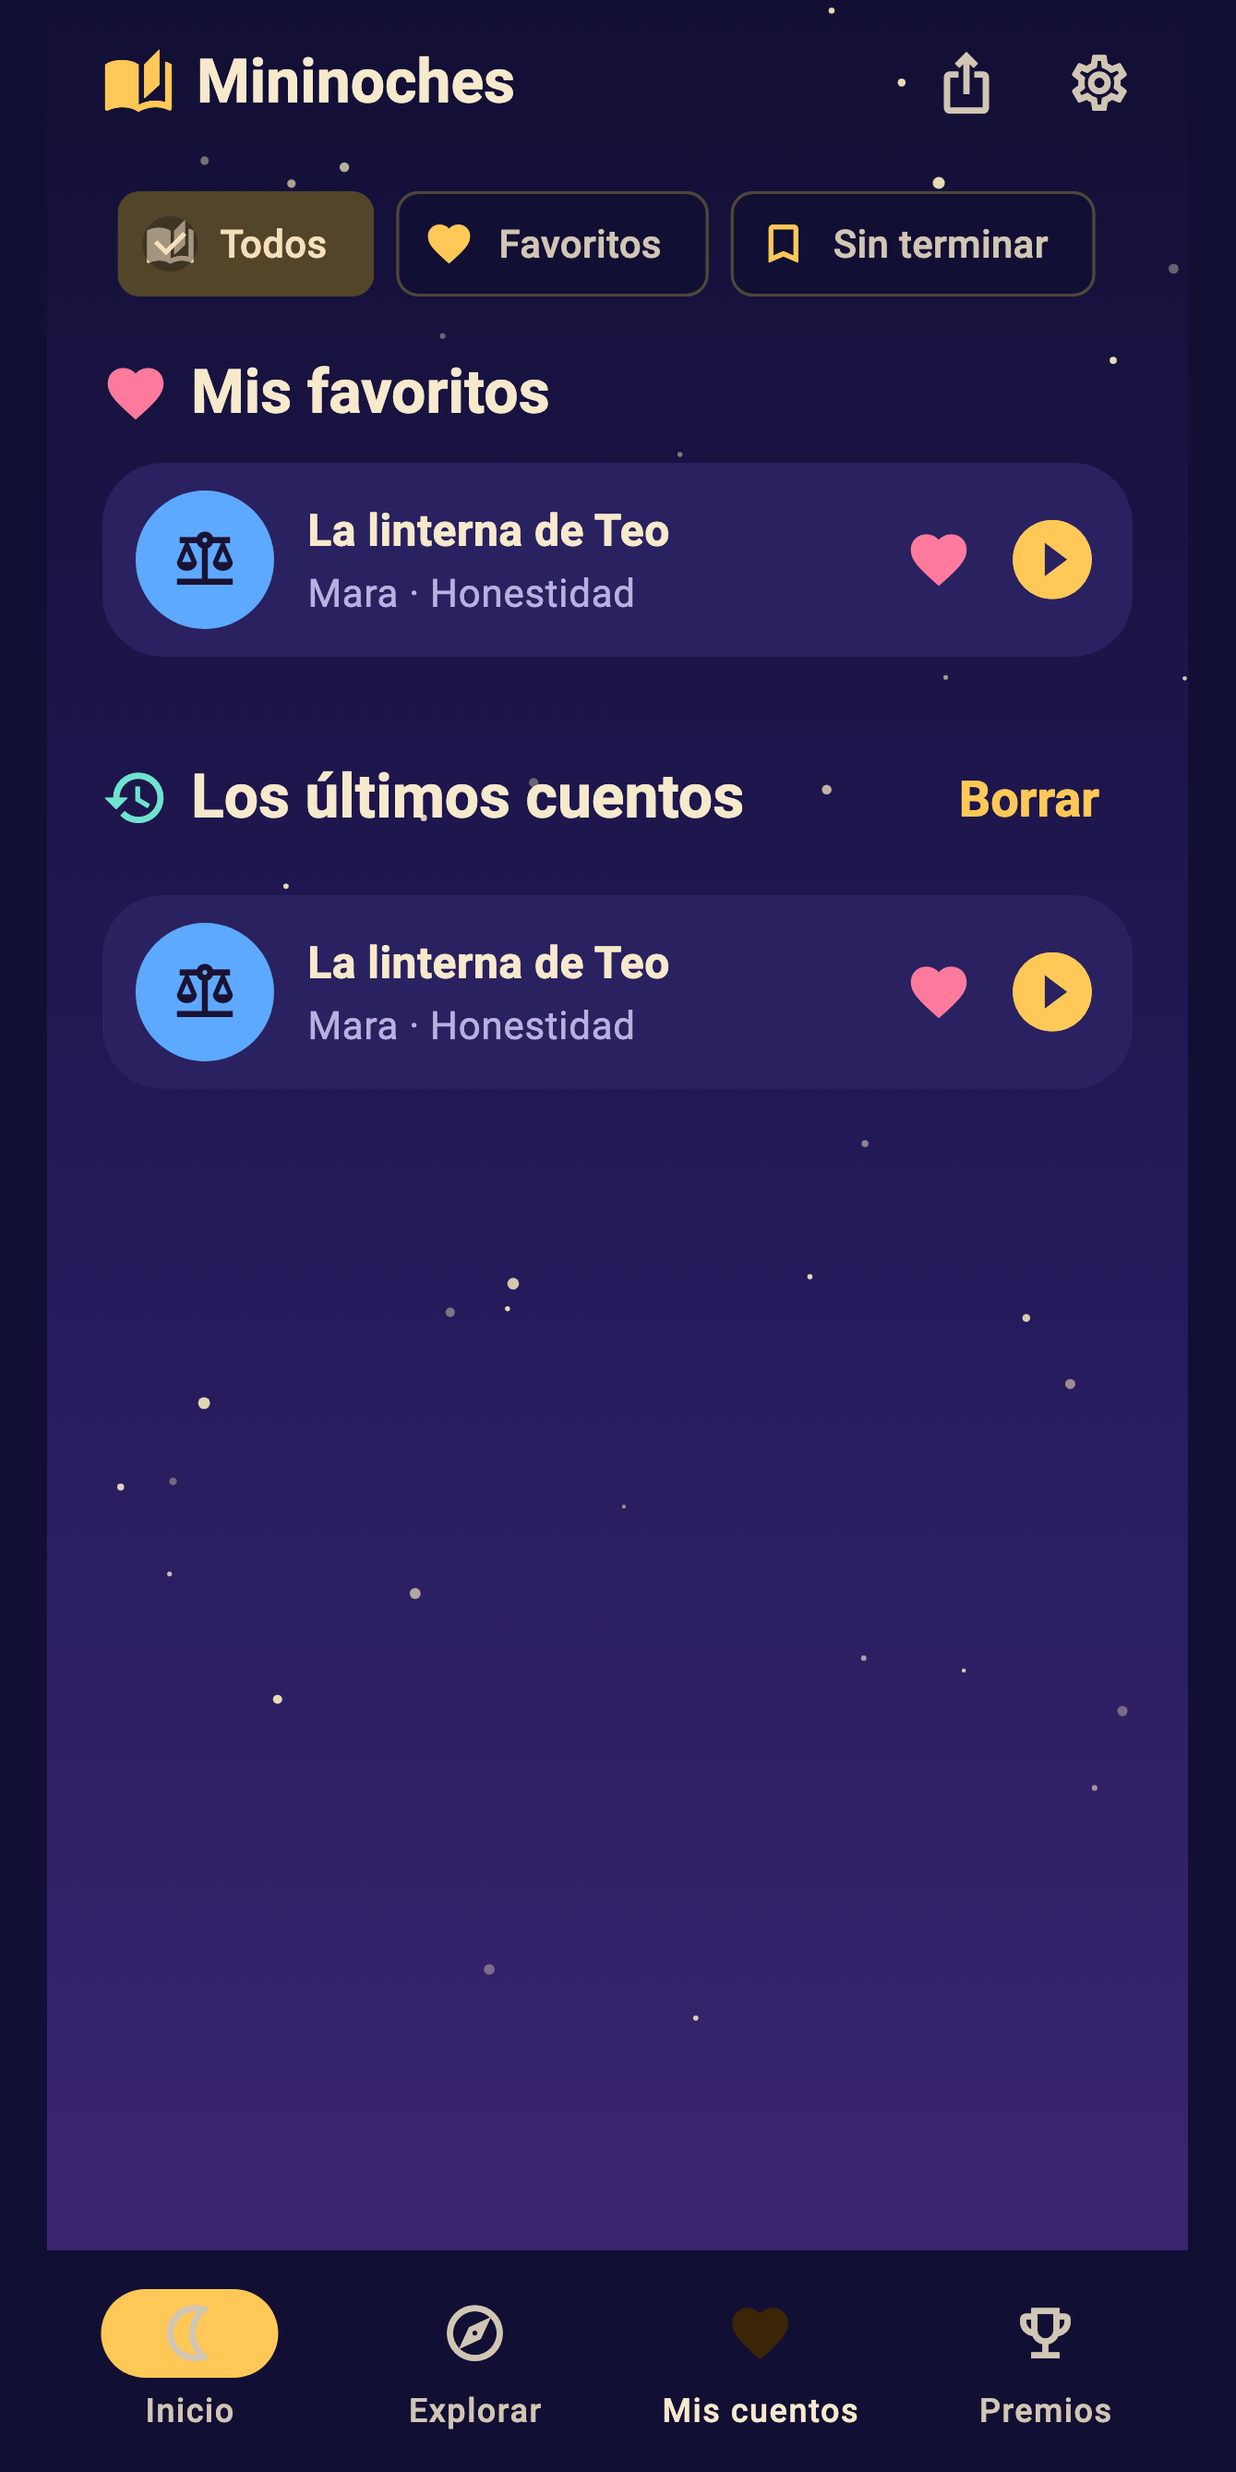 Mininoches
Todos
Favoritos
Sin terminar
Mis favoritos
La linterna de Teo
Mara · Honestidad
Los últimos cuentos
Borrar
La linterna de Teo
Mara · Honestidad
Inicio
Explorar
Mis cuentos
Premios